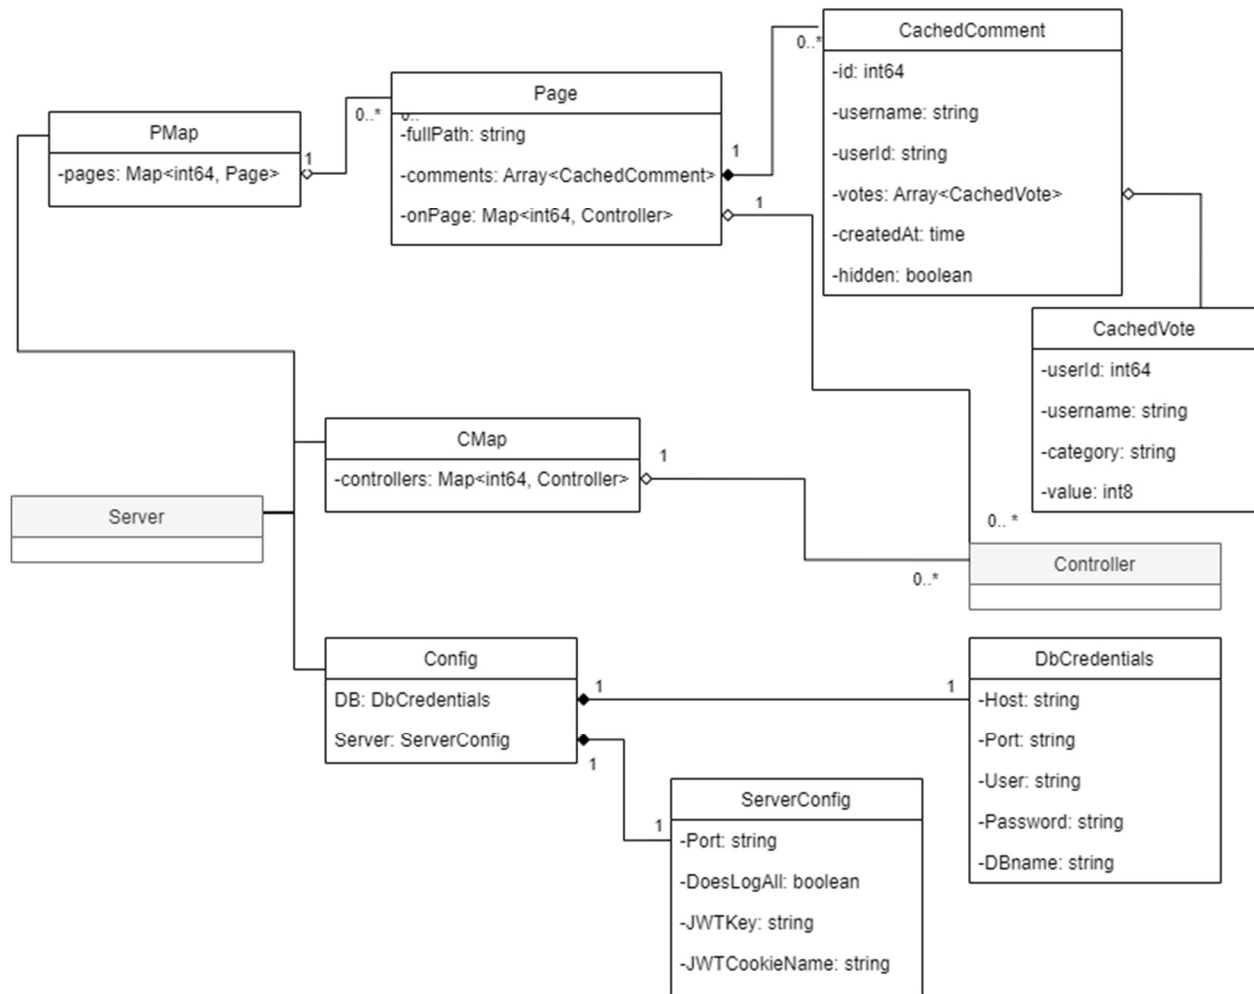 CachedComment
-id: int64
-username: string
-userId: string
-votes: Array<CachedVote>
-createdAt: time
-hidden: boolean
0..*
Page
-fullPath: string
-comments: Array<CachedComment>
-onPage: Map<int64, Controller>
0..*
0..
1
1
PMap
-pages: Map<int64, Page>
1
CachedVote
-userId: int64
-username: string
-category: string
-value: int8
CMap
-controllers: Map<int64, Controller>
1
Server
0.. *
0..*
Controller
Config
DB: DbCredentials
Server: ServerConfig
1
1
1
DbCredentials
-Host: string
-Port: string
-User: string
-Password: string
-DBname: string
ServerConfig
1
-Port: string
-DoesLogAll: boolean
-JWTKey: string
-JWTCookieName: string